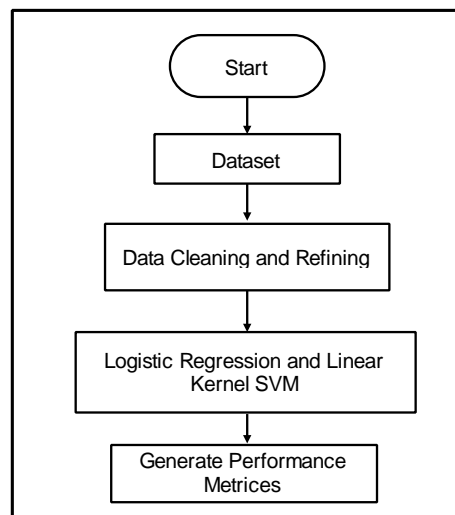 Start
Dataset
Data Cleaning and Refining
Logistic Regression and Linear
Kernel SVM
Generate Performance
Metrices